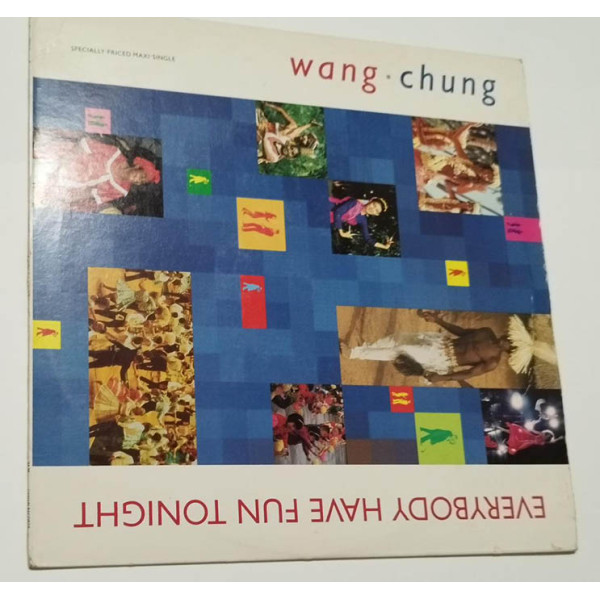 SPECIALLY PRICED MAXI-SINGLE
wang · chung
EVERYBODY HAVE FUN TONIGHT